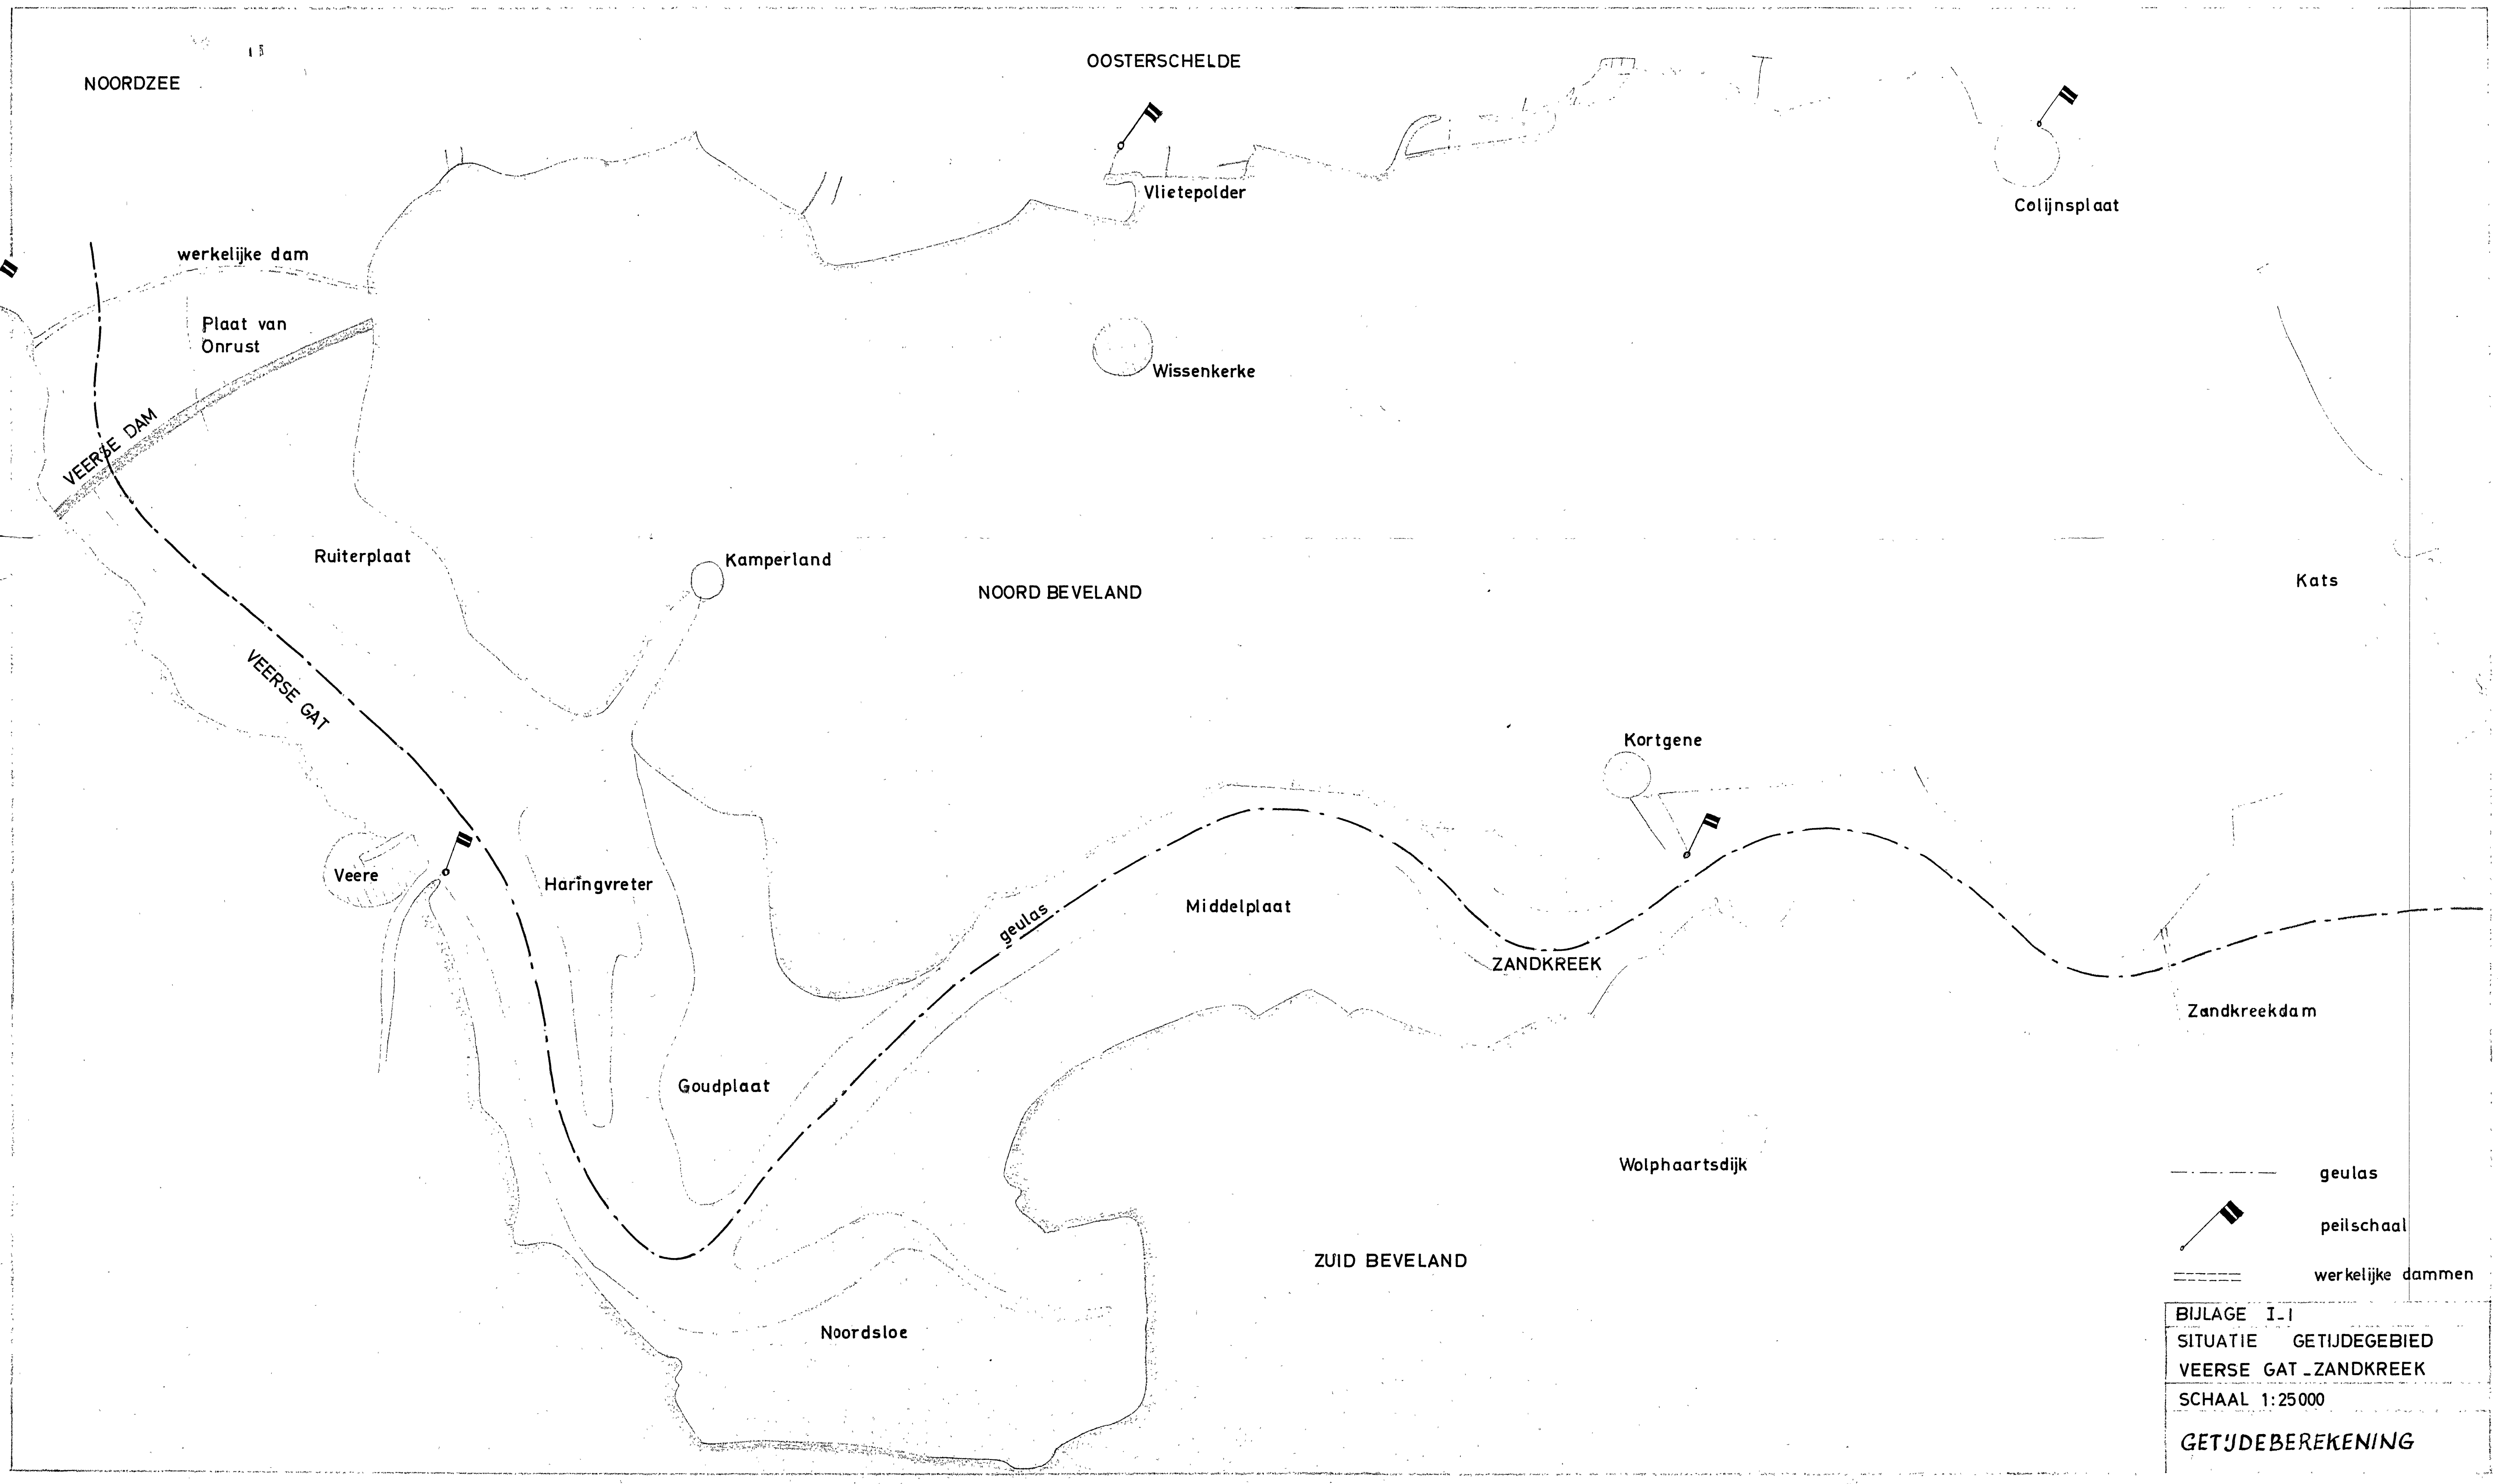 OOSTERSCHELDE
NOORDZEE
Vlietepolder
Colijnsplaat
werkelijke dam
Plaat van
Onrust
Wissenkerke
VEERSE DAM
Ruiterplaat
Kamperland
Kats
NOORD BEVELAND
VEERSE GAT
Kortgene
Veere
Haringvreter
Middelplaat
geulas
ZANDKREEK
Zandkreekdam
Goudplaat
Wolphaartsdijk
geulas
peilschaal
ZUID BEVELAND
werkelijke dammen
Noordsloe
BIJLAGE I-1
SITUATIE GETIJDEGEBIED
VEERSE GAT - ZANDKREEK
SCHAAL 1:25000
GETIJDEBEREKENING